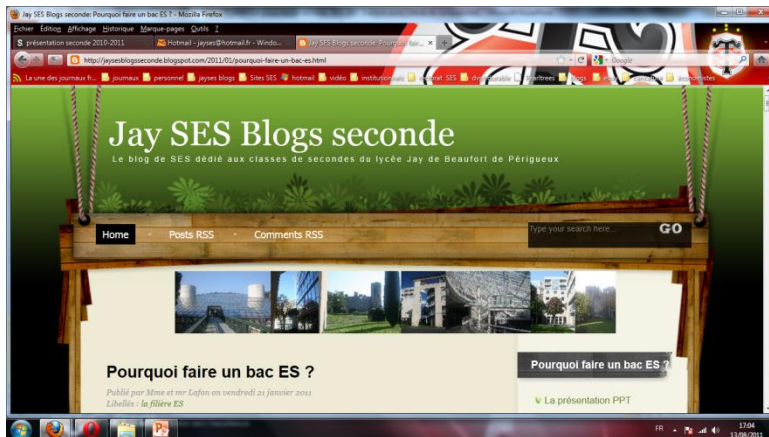 Jay SES Blogs seconde: Pourquoi faire un bac ES ? - Mozilla Firefox
Fichier Édition Affichage Historique Marque-pages Outils ?
présentation seconde 2010-2011
Hotmail - jayses@hotmail.fr - Windo...
Jay SES Blogs seconde: Pourquoi fair...
http://jaysesblogsseconde.blogspot.com/2011/01/pourquoi-faire-un-bac-es.html
Google
La une des journaux fr... journaux personnel jayses blogs Sites SES hotmail vidéo
Jay SES Blogs seconde
Le blog de SES dédié aux classes de secondes du lycée Jay de Beaufort de Périgueux
Home Posts RSS Comments RSS
Type your search here... GO
Pourquoi faire un bac ES ?
Publié par Mme et mr Lafon on vendredi 21 janvier 2011
Libellés : la filière ES
Pourquoi faire un bac ES ?
La présentation PPT
FR
17:04
13/08/2011